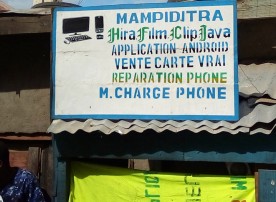 MAMPIDITRA
Hira Film Clip Java
APPLICATION ANDROID
VENTE CARTE VRAI
REPARATION PHONE
M. CHARGE PHONE